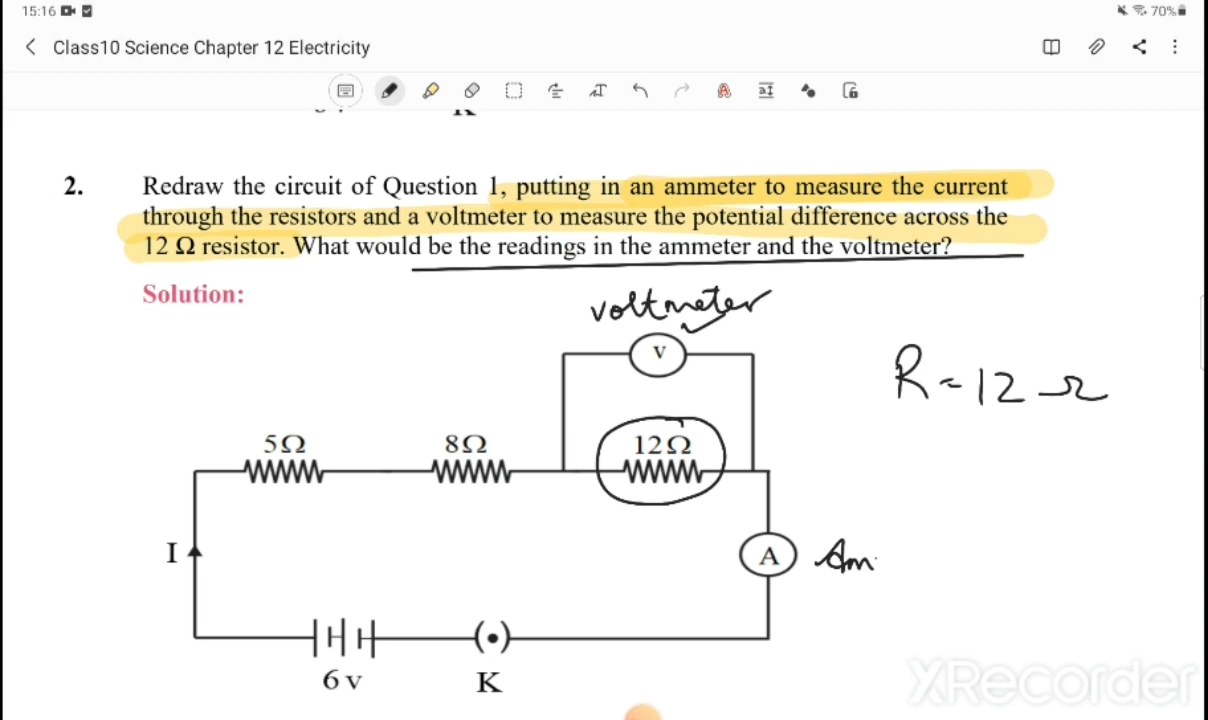 15:16
70%
Class10 Science Chapter 12 Electricity
2. Redraw the circuit of Question 1, putting in an ammeter to measure the current
through the resistors and a voltmeter to measure the potential difference across the
12 Ω resistor. What would be the readings in the ammeter and the voltmeter?
Solution:
voltmeter
V
R = 12 Ω
5Ω
8Ω
12Ω
I
A
Am
6 v
K
XRecorder